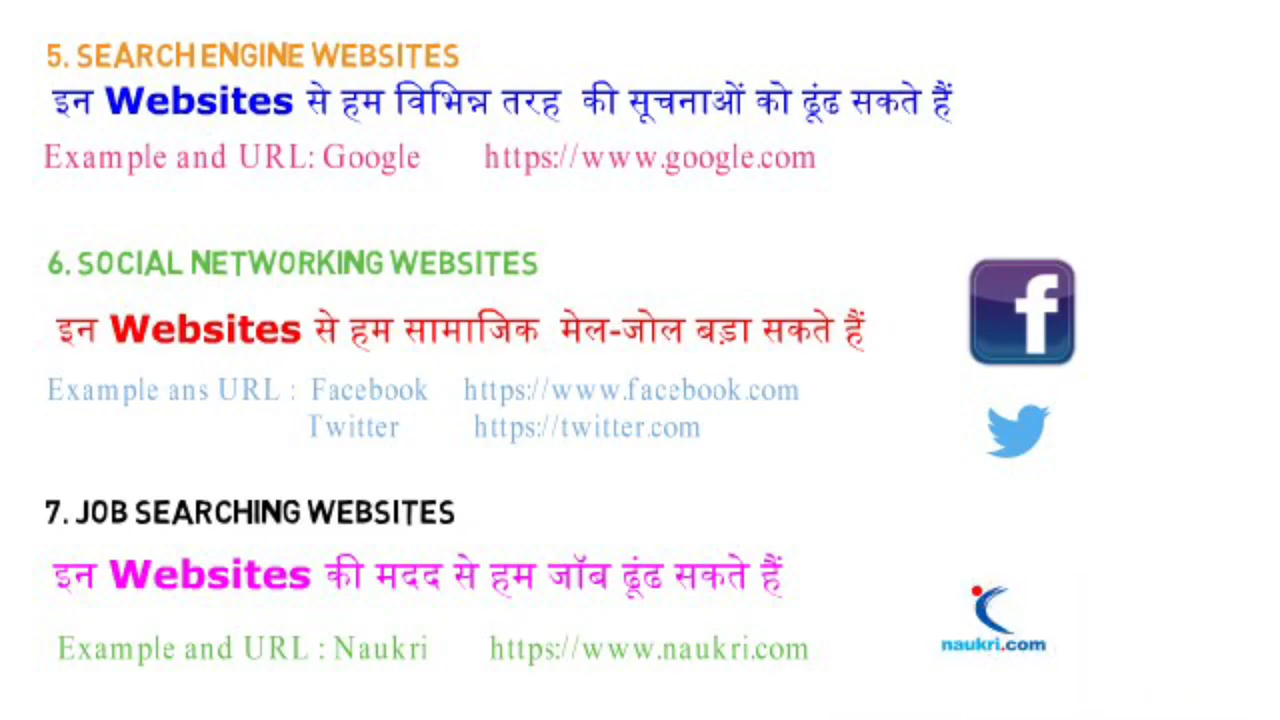 5. SEARCH ENGINE WEBSITES
इन Websites से हम विभिन्न तरह की सूचनाओं को ढूंढ सकते हैं
Example and URL: Google https://www.google.com
6. SOCIAL NETWORKING WEBSITES
इन Websites से हम सामाजिक मेल-जोल बड़ा सकते हैं
Example ans URL : Facebook https://www.facebook.com
Twitter https://twitter.com
7. JOB SEARCHING WEBSITES
इन Websites की मदद से हम जॉब ढूंढ सकते हैं
Example and URL : Naukri https://www.naukri.com
naukri.com